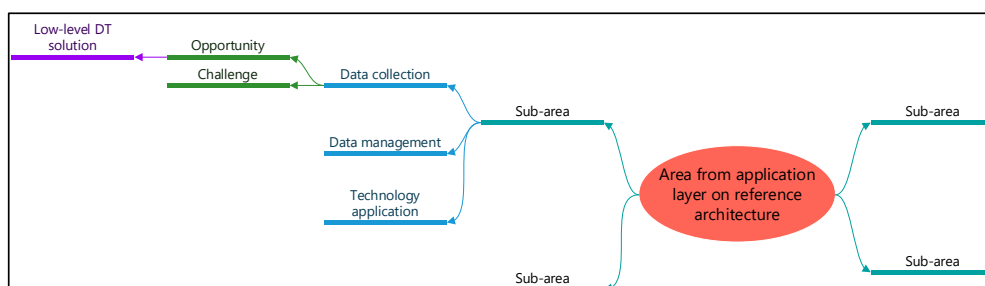 Low-level DT
solution
Opportunity
Challenge
Data collection
Data management
Technology
application
Sub-area
Sub-area
Area from application
layer on reference
architecture
Sub-area
Sub-area